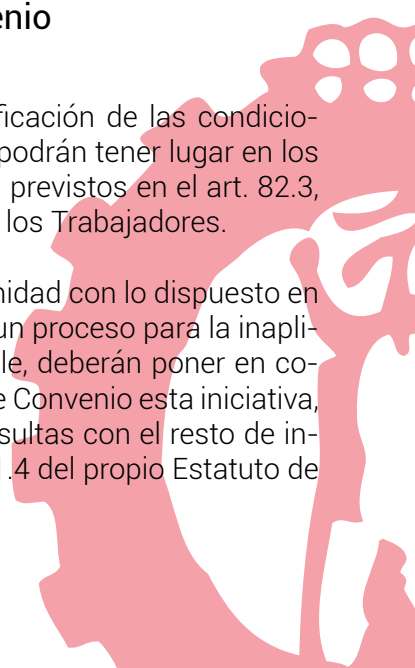 enio
ficación de las condicio-
podrán tener lugar en los
previstos en el art. 82.3,
los Trabajadores.
nidad con lo dispuesto en
un proceso para la inapli-
le, deberán poner en co-
e Convenio esta iniciativa,
sultas con el resto de in-
.4 del propio Estatuto de